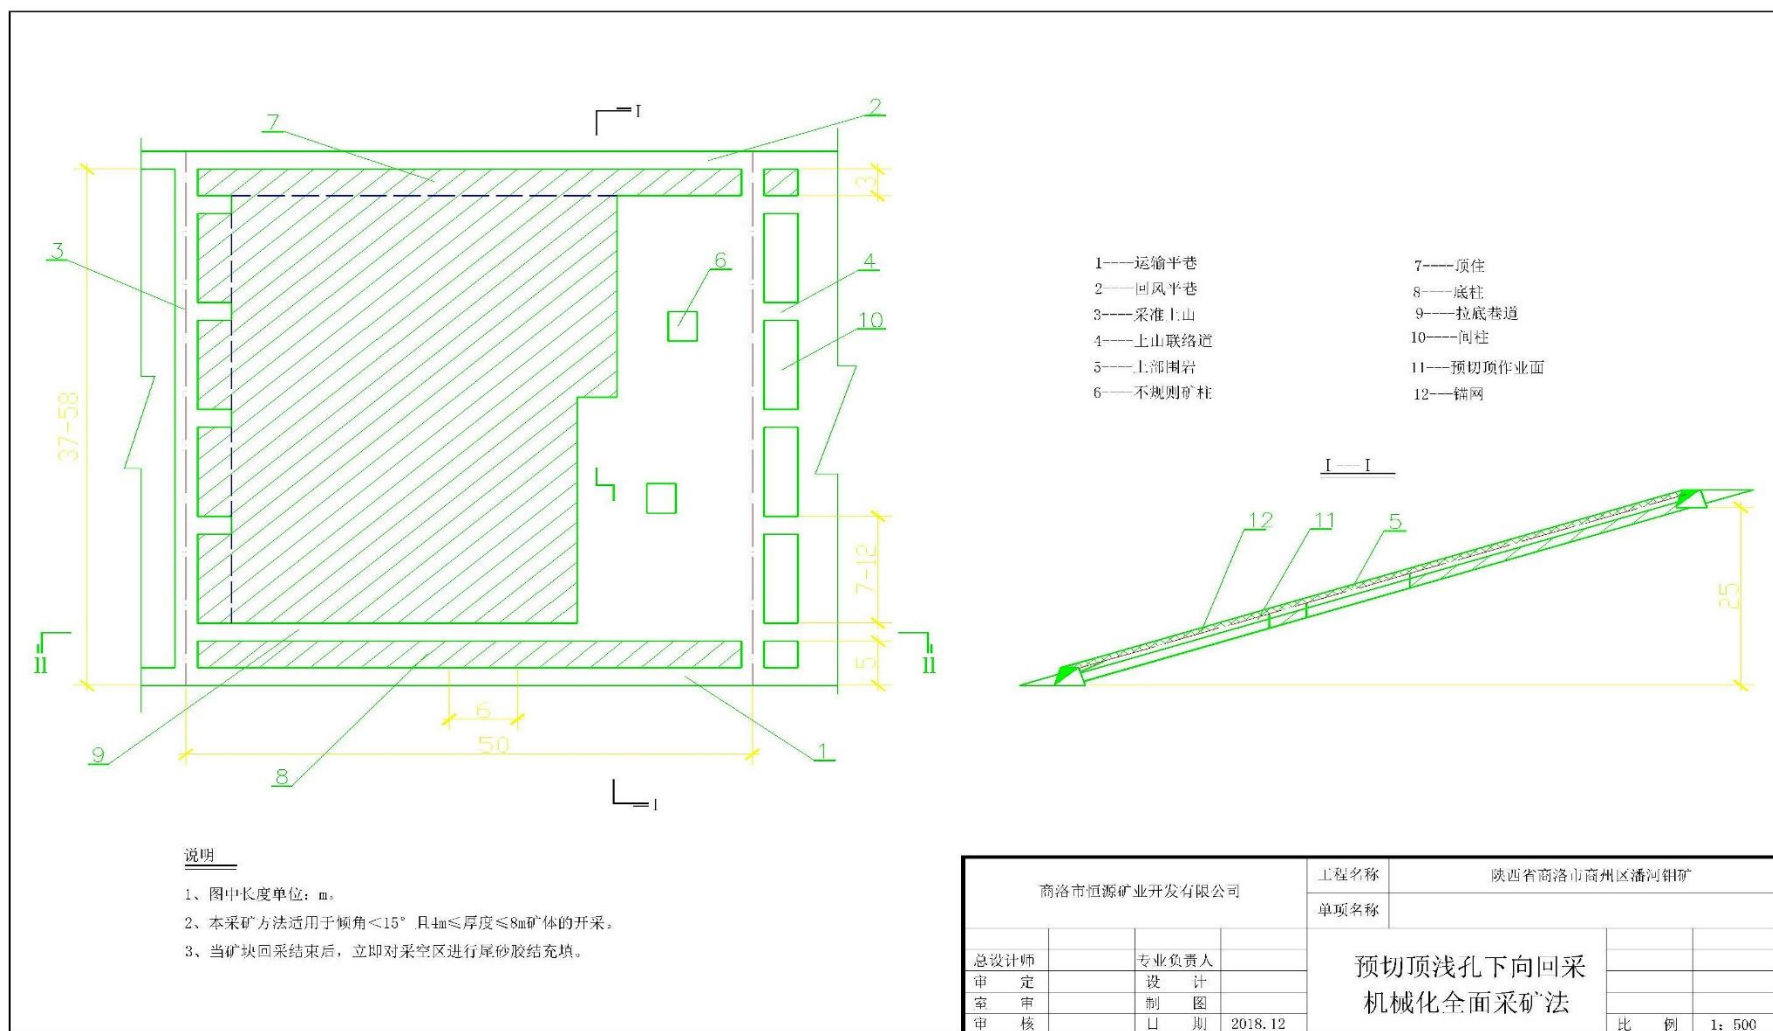 I
2
7
3
3
6
4
10
37-58
7-12
5
II
II
6
50
9
8
1
I
1----运输平巷
2----回风平巷
3----采准上山
4----上山联络道
5----上部围岩
6----不规则矿柱
7----顶住
8----底柱
9----拉底巷道
10----间柱
11---预切顶作业面
12---锚网
I---I
12
11
5
25
说明
1、图中长度单位：m。
2、本采矿方法适用于倾角＜15° 且4m≤厚度≤8m矿体的开采。
3、当矿块回采结束后，立即对采空区进行尾砂胶结充填。
商洛市恒源矿业开发有限公司
工程名称
陕西省商洛市商州区潘河钼矿
单项名称
总设计师
专业负责人
审 定
设 计
室 审
制 图
审 核
日 期
2018.12
预切顶浅孔下向回采
机械化全面采矿法
比 例
1: 500